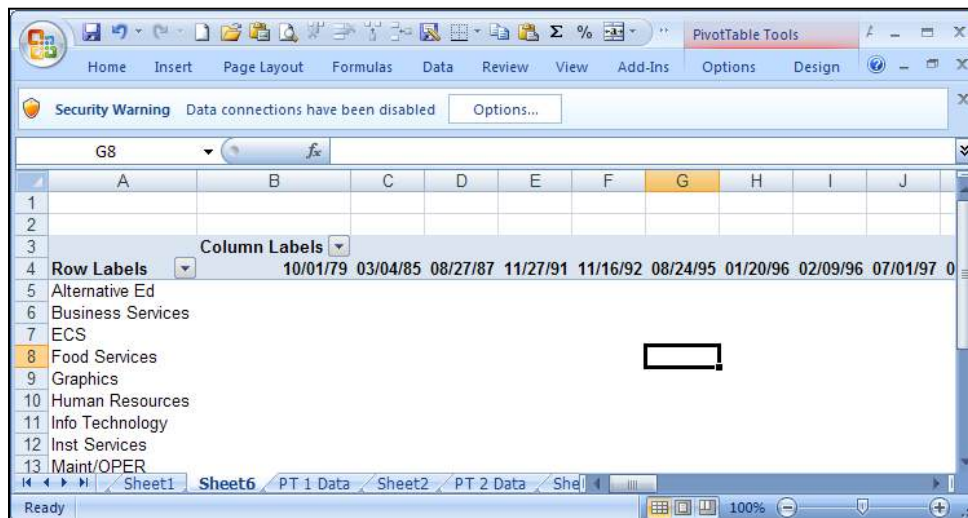 PivotTable Tools
Home Insert Page Layout Formulas Data Review View Add-Ins Options Design
Security Warning Data connections have been disabled Options...
G8 fx
A B C D E F G H I J
1
2
3 Column Labels
4 Row Labels 10/01/79 03/04/85 08/27/87 11/27/91 11/16/92 08/24/95 01/20/96 02/09/96 07/01/97 0
5 Alternative Ed
6 Business Services
7 ECS
8 Food Services
9 Graphics
10 Human Resources
11 Info Technology
12 Inst Services
13 Maint/OPER
Sheet1 Sheet6 PT 1 Data Sheet2 PT 2 Data She
Ready 100%